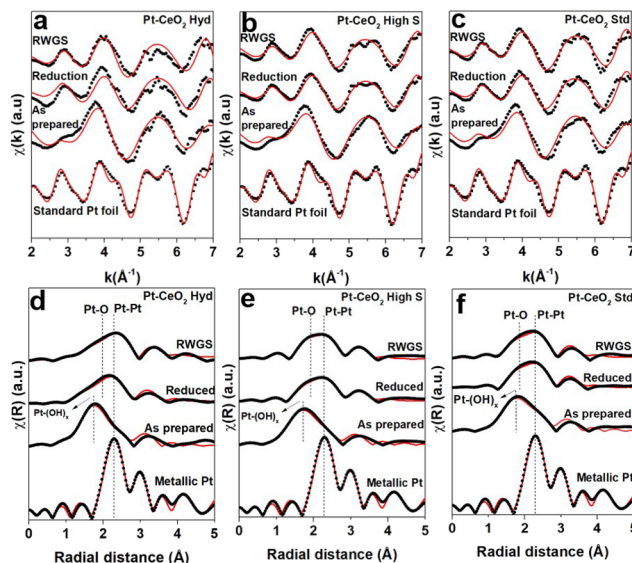 a Pt-CeO2 Hyd
RWGS
Reduction
As
prepared
Standard Pt foil
χ(k) (a.u)
2 3 4 5 6 7
k(Å-1)
b Pt-CeO2 High S
RWGS
Reduction
As
prepared
Standard Pt foil
χ(k) (a.u)
2 3 4 5 6 7
k(Å-1)
c Pt-CeO2 Std
RWGS
Reduction
As
prepared
Standard Pt foil
χ(k) (a.u)
2 3 4 5 6 7
k(Å-1)
d Pt-CeO2 Hyd
Pt-O Pt-Pt
RWGS
Reduced
Pt-(OH)x
As prepared
Metallic Pt
χ(R) (a.u.)
0 1 2 3 4 5
Radial distance (Å)
e Pt-CeO2 High S
Pt-O Pt-Pt
RWGS
Reduced
Pt-(OH)x
As prepared
Metallic Pt
χ(R) (a.u.)
0 1 2 3 4 5
Radial distance (Å)
f Pt-CeO2 Std
Pt-O Pt-Pt
RWGS
Reduced
Pt-(OH)x
As prepared
Metallic Pt
χ(R) (a.u.)
0 1 2 3 4 5
Radial distance (Å)